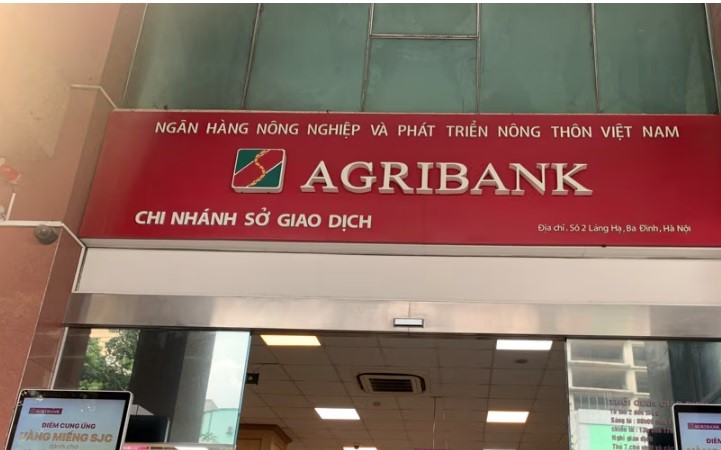 NGÂN HÀNG NÔNG NGHIỆP VÀ PHÁT TRIỂN NÔNG THÔN VIỆT NAM
AGRIBANK
CHI NHÁNH SỞ GIAO DỊCH
Địa chỉ. Số 2 Láng Hạ, Ba Đình, Hà Nội
AGRIBANK
ĐIỂM CUNG ỨNG
VÀNG MIẾNG SJC